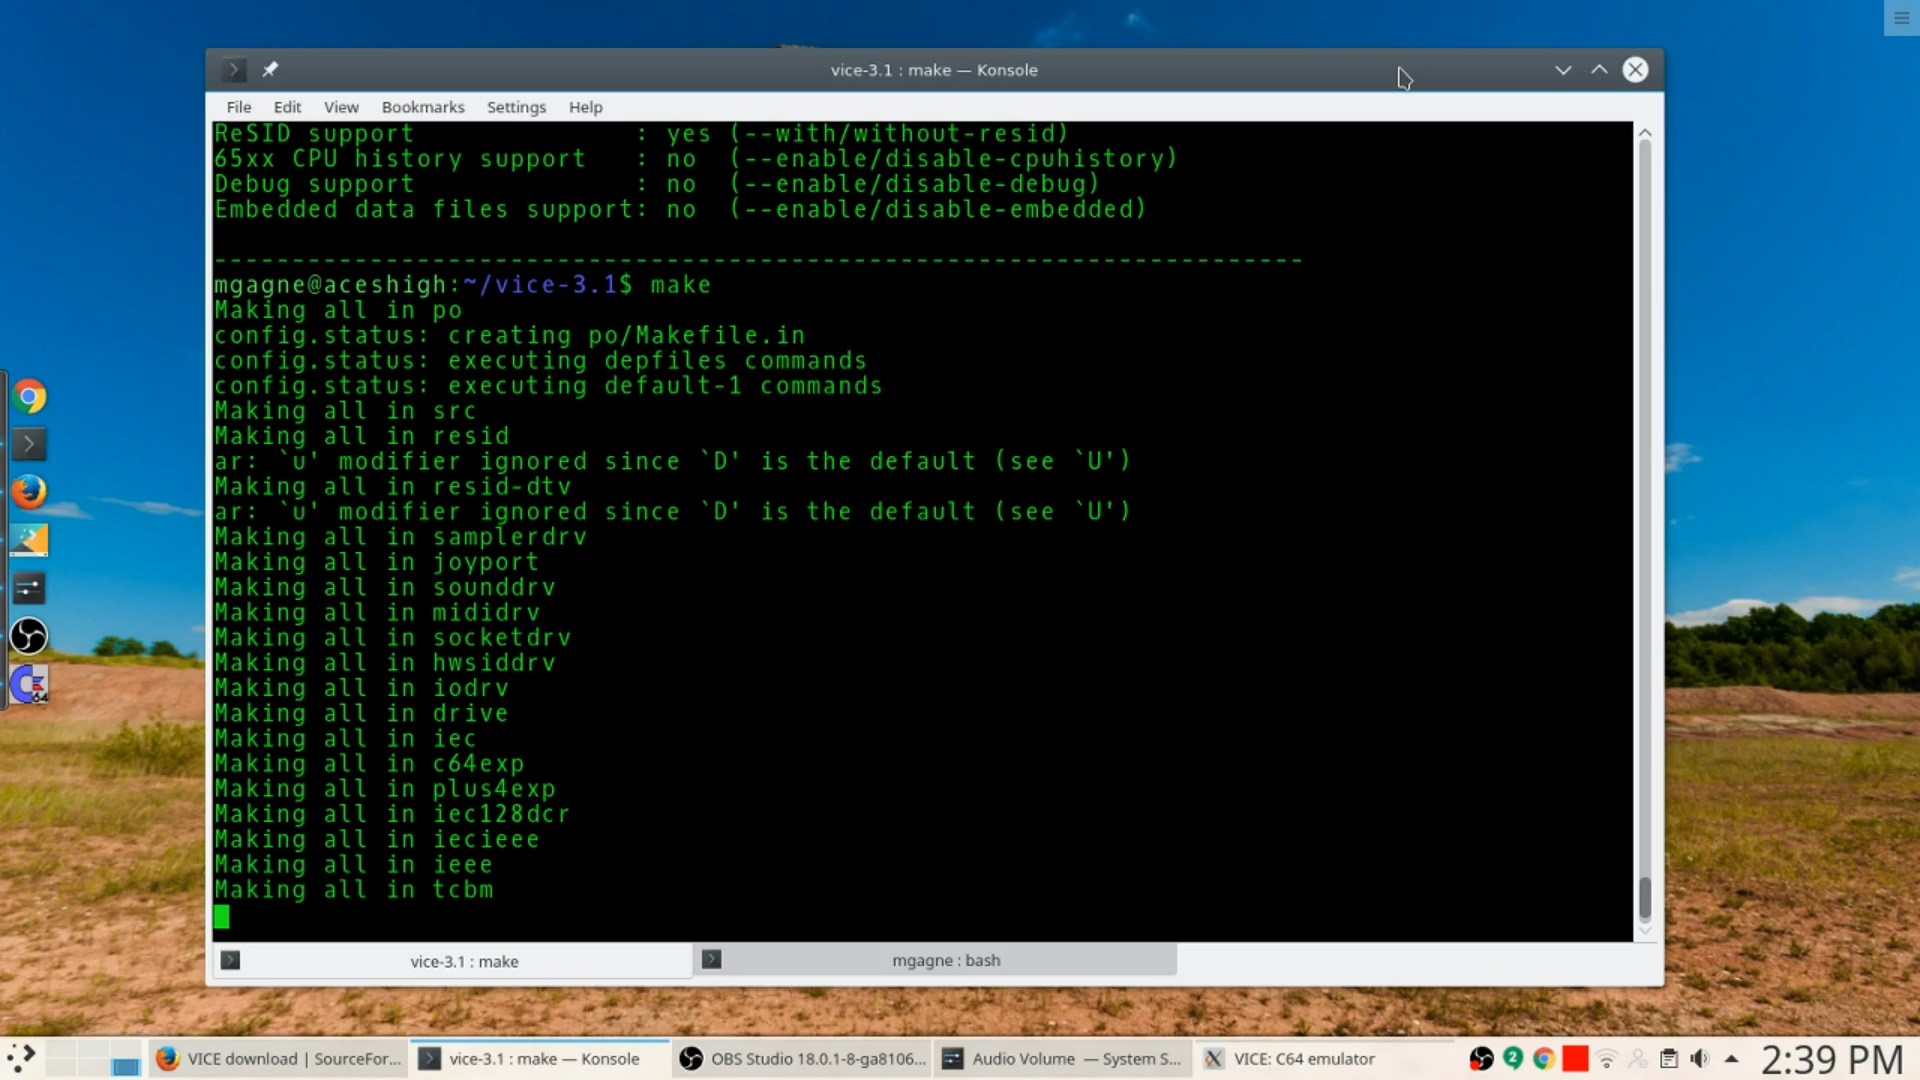 vice-3.1 : make — Konsole
File Edit View Bookmarks Settings Help
ReSID support : yes (--with/without-resid)
65xx CPU history support : no (--enable/disable-cpuhistory)
Debug support : no (--enable/disable-debug)
Embedded data files support: no (--enable/disable-embedded)
----------------------------------------------------------------------
mgagne@aceshigh:~/vice-3.1$ make
Making all in po
config.status: creating po/Makefile.in
config.status: executing depfiles commands
config.status: executing default-1 commands
Making all in src
Making all in resid
ar: `u' modifier ignored since `D' is the default (see `U')
Making all in resid-dtv
ar: `u' modifier ignored since `D' is the default (see `U')
Making all in samplerdrv
Making all in joyport
Making all in sounddrv
Making all in mididrv
Making all in socketdrv
Making all in hwsiddrv
Making all in iodrv
Making all in drive
Making all in iec
Making all in c64exp
Making all in plus4exp
Making all in iec128dcr
Making all in iecieee
Making all in ieee
Making all in tcbm
vice-3.1 : make mgagne : bash
64
VICE download | SourceFor... vice-3.1 : make — Konsole OBS Studio 18.0.1-8-ga8106... Audio Volume — System S... VICE: C64 emulator 2 2:39 PM